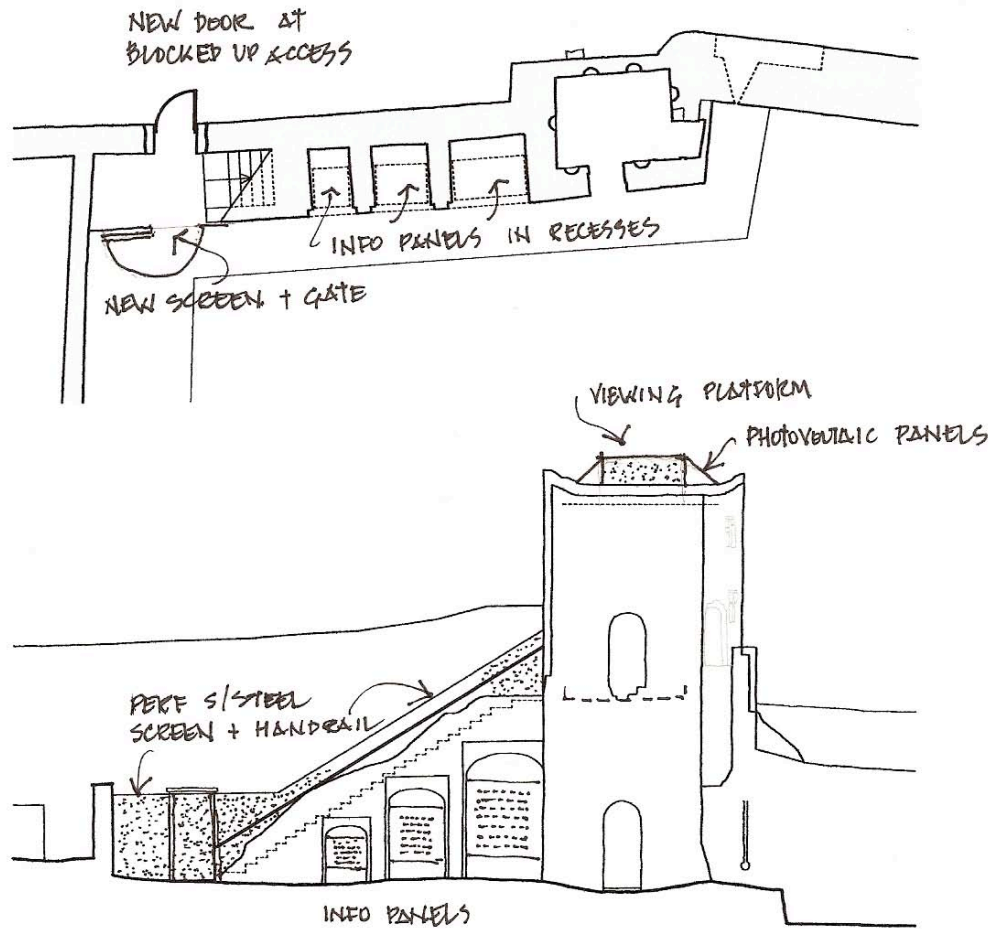 NEW DOOR AT
BLOCKED UP ACCESS
INFO PANELS IN RECESSES
NEW SCREEN + GATE
VIEWING PLATFORM
PHOTOVOLTAIC PANELS
PERF S/STEEL
SCREEN + HANDRAIL
INFO PANELS